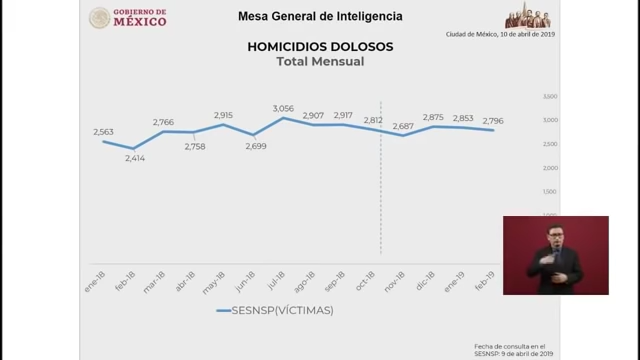 GOBIERNO DE
MÉXICO
Mesa General de Inteligencia
Ciudad de México, 10 de abril de 2019
HOMICIDIOS DOLOSOS
Total Mensual
3,500
3,000
2,500
2,000
1,500
1,000
2,563
2,414
2,766
2,758
2,915
2,699
3,056
2,907
2,917
2,812
2,687
2,875
2,853
2,796
ene-18
feb-18
mar-18
abr-18
may-18
jun-18
jul-18
ago-18
sep-18
oct-18
nov-18
dic-18
ene-19
feb-19
SESNSP(VÍCTIMAS)
Fecha de consulta en el
SESNSP: 9 de abril de 2019